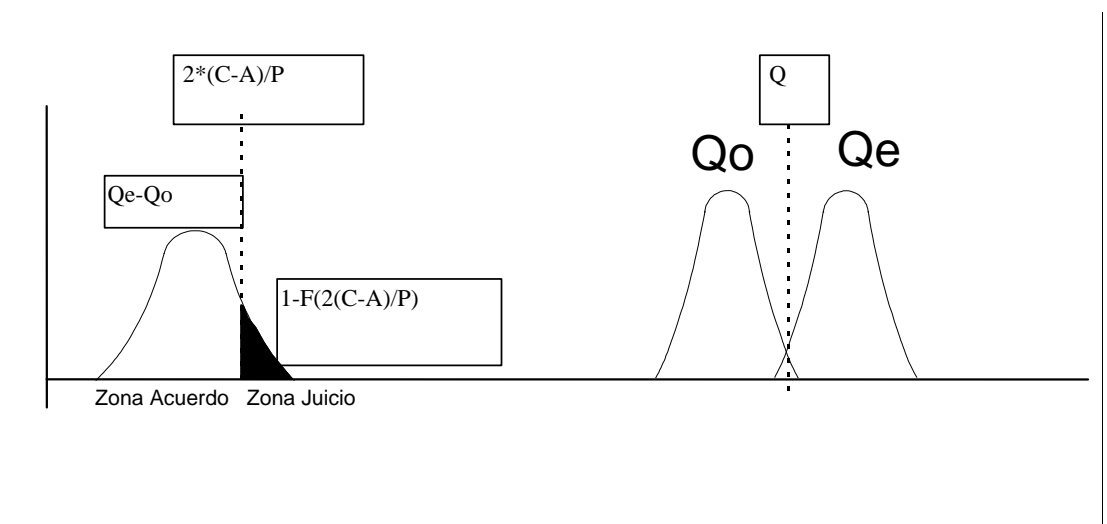 2*(C-A)/P
Q
Qo
Qe
Qe-Qo
1-F(2(C-A)/P)
Zona Acuerdo
Zona Juicio